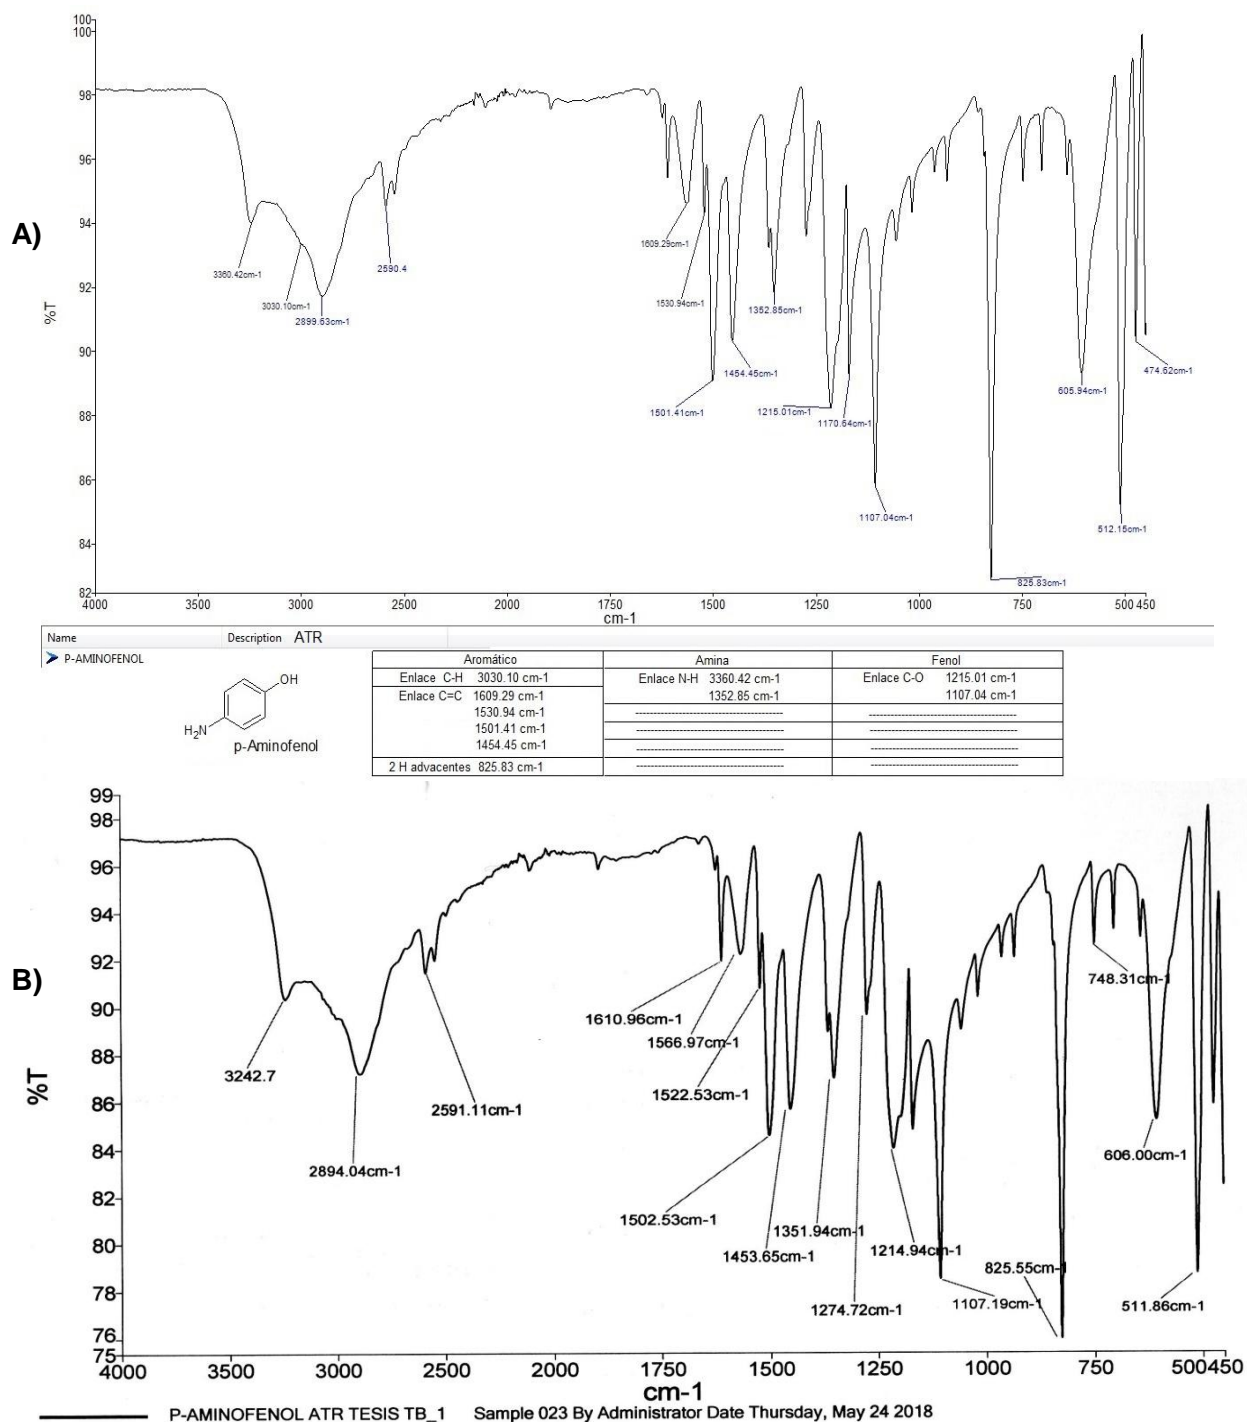 A)
%T
100
100
98
96
94
92
90
88
86
84
82
3360.42cm-1
3030.10cm-1
2899.63cm-1
2590.4
1609.29cm-1
1530.94cm-1
1501.41cm-1
1454.45cm-1
1352.85cm-1
1215.01cm-1
1170.64cm-1
1107.04cm-1
825.83cm-1
605.94cm-1
512.15cm-1
474.62cm-1
4000 3500 3000 2500 2000 1500 1250 1000 750 500 450
cm-1
Name Description ATR
P-AMINOFENOL
OH
H2N
p-Aminofenol
Aromático Amina Fenol
Enlace C-H 3030.10 cm-1 Enlace N-H 3360.42 cm-1 Enlace C-O 1215.01 cm-1
Enlace C=C 1609.29 cm-1 1352.85 cm-1 1107.04 cm-1
1530.94 cm-1
1501.41 cm-1
1454.45 cm-1
2 H advacentes 825.83 cm-1
B)
%T
99
98
96
94
92
90
88
86
84
82
80
78
76
75
3242.7
2894.04cm-1
2591.11cm-1
1610.96cm-1
1566.97cm-1
1522.53cm-1
1502.53cm-1
1453.65cm-1
1351.94cm-1
1274.72cm-1
1214.94cm-1
1107.19cm-1
825.55cm-1
748.31cm-1
606.00cm-1
511.86cm-1
4000 3500 3000 2500 2000 1500 1250 1000 750 500 450
cm-1
P-AMINOFENOL ATR TESIS TB_1 Sample 023 By Administrator Date Thursday, May 24 2018